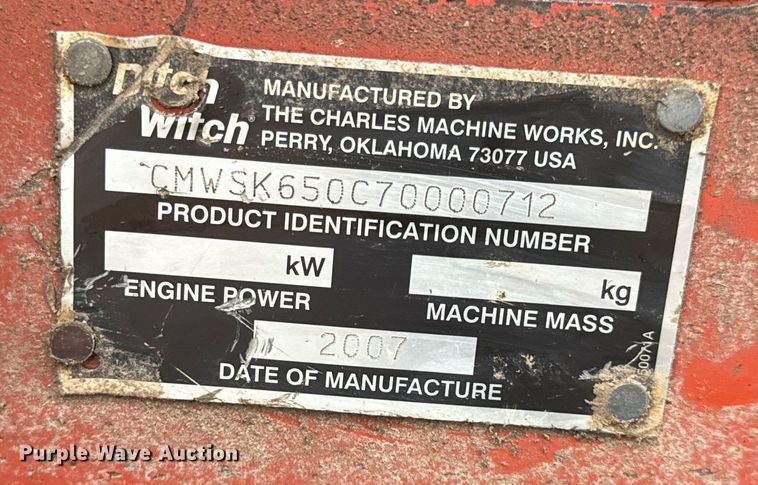 Ditch
Witch®
MANUFACTURED BY
THE CHARLES MACHINE WORKS, INC.
PERRY, OKLAHOMA 73077 USA
CMWSK650C70000712
PRODUCT IDENTIFICATION NUMBER
kW
ENGINE POWER
kg
MACHINE MASS
2007
DATE OF MANUFACTURE
Purple Wave Auction